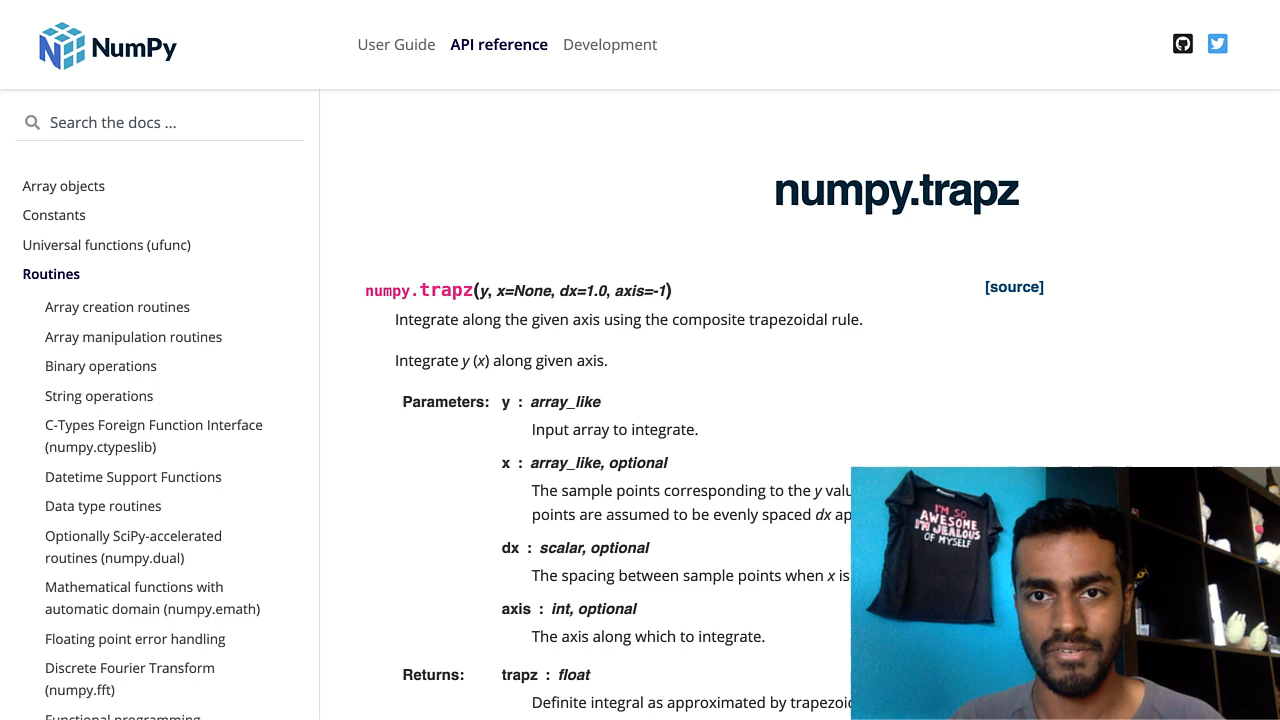 NumPy
User Guide API reference Development
Search the docs ...
Array objects
Constants
Universal functions (ufunc)
Routines
Array creation routines
Array manipulation routines
Binary operations
String operations
C-Types Foreign Function Interface
(numpy.ctypeslib)
Datetime Support Functions
Data type routines
Optionally SciPy-accelerated
routines (numpy.dual)
Mathematical functions with
automatic domain (numpy.emath)
Floating point error handling
Discrete Fourier Transform
(numpy.fft)
Functional programming
numpy.trapz
numpy.trapz(y, x=None, dx=1.0, axis=-1) [source]
Integrate along the given axis using the composite trapezoidal rule.
Integrate y (x) along given axis.
Parameters: y : array_like
Input array to integrate.
x : array_like, optional
The sample points corresponding to the y valu
points are assumed to be evenly spaced dx ap
dx : scalar, optional
The spacing between sample points when x is
axis : int, optional
The axis along which to integrate.
Returns: trapz : float
Definite integral as approximated by trapezoid
I'M SO
AWESOME
I'M JEALOUS
OF MYSELF